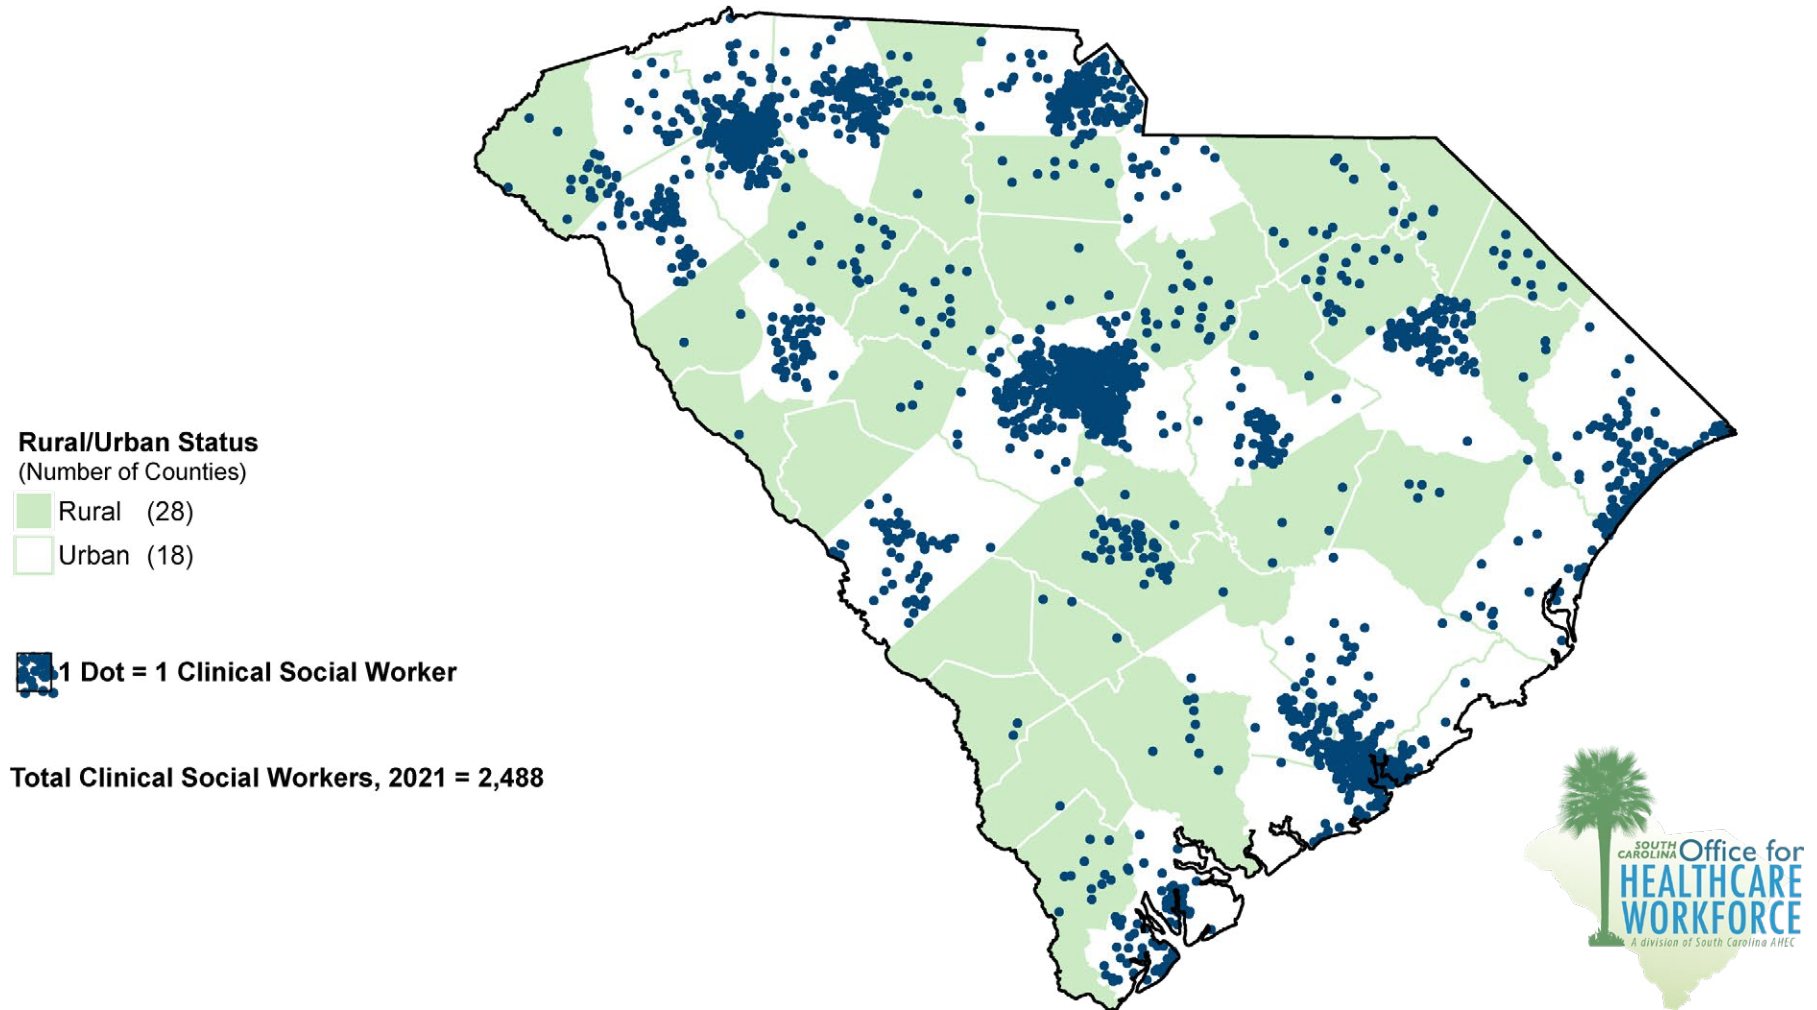 Rural/Urban Status
(Number of Counties)
Rural (28)
Urban (18)
1 Dot = 1 Clinical Social Worker
Total Clinical Social Workers, 2021 = 2,488
SOUTH
CAROLINA Office for
HEALTHCARE
WORKFORCE
A division of South Carolina AHEC